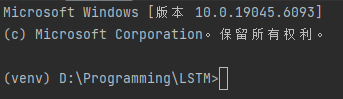 Microsoft Windows [版本 10.0.19045.6093]
(c) Microsoft Corporation。保留所有权利。
(venv) D:\Programming\LSTM>